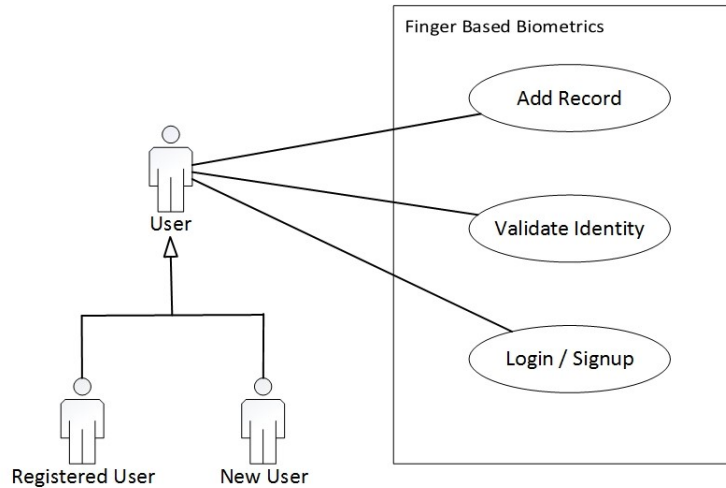 Finger Based Biometrics
Add Record
User
Validate Identity
Login / Signup
Registered User
New User